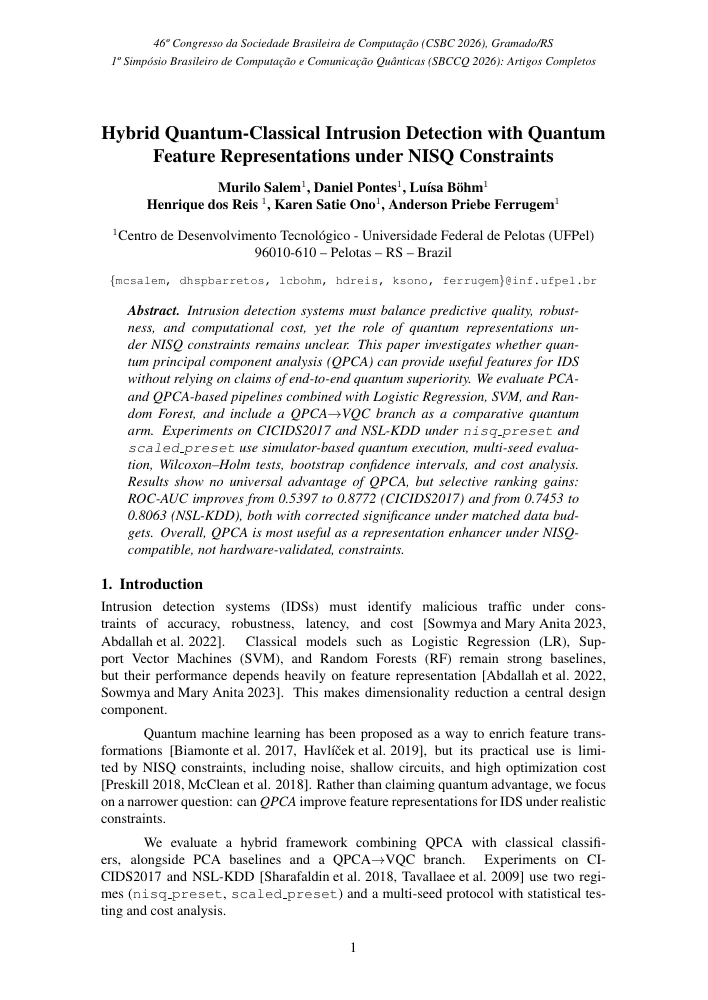 46º Congresso da Sociedade Brasileira de Computação (CSBC 2026), Gramado/RS
1º Simpósio Brasileiro de Computação e Comunicação Quânticas (SBCCQ 2026): Artigos Completos
Hybrid Quantum-Classical Intrusion Detection with Quantum
Feature Representations under NISQ Constraints
Murilo Salem¹, Daniel Pontes¹, Luísa Böhm¹
Henrique dos Reis ¹, Karen Satie Ono¹, Anderson Priebe Ferrugem¹
¹Centro de Desenvolvimento Tecnológico - Universidade Federal de Pelotas (UFPel)
96010-610 – Pelotas – RS – Brazil
{mcsalem, dhspbarretos, lcbohm, hdreis, ksono, ferrugem}@inf.ufpel.br
Abstract. Intrusion detection systems must balance predictive quality, robust-
ness, and computational cost, yet the role of quantum representations un-
der NISQ constraints remains unclear. This paper investigates whether quan-
tum principal component analysis (QPCA) can provide useful features for IDS
without relying on claims of end-to-end quantum superiority. We evaluate PCA-
and QPCA-based pipelines combined with Logistic Regression, SVM, and Ran-
dom Forest, and include a QPCA→VQC branch as a comparative quantum
arm. Experiments on CICIDS2017 and NSL-KDD under nisq_preset and
scaled_preset use simulator-based quantum execution, multi-seed evalua-
tion, Wilcoxon–Holm tests, bootstrap confidence intervals, and cost analysis.
Results show no universal advantage of QPCA, but selective ranking gains:
ROC-AUC improves from 0.5397 to 0.8772 (CICIDS2017) and from 0.7453 to
0.8063 (NSL-KDD), both with corrected significance under matched data bud-
gets. Overall, QPCA is most useful as a representation enhancer under NISQ-
compatible, not hardware-validated, constraints.
1. Introduction
Intrusion detection systems (IDSs) must identify malicious traffic under cons-
traints of accuracy, robustness, latency, and cost [Sowmya and Mary Anita 2023,
Abdallah et al. 2022]. Classical models such as Logistic Regression (LR), Sup-
port Vector Machines (SVM), and Random Forests (RF) remain strong baselines,
but their performance depends heavily on feature representation [Abdallah et al. 2022,
Sowmya and Mary Anita 2023]. This makes dimensionality reduction a central design
component.
Quantum machine learning has been proposed as a way to enrich feature trans-
formations [Biamonte et al. 2017, Havlíček et al. 2019], but its practical use is limi-
ted by NISQ constraints, including noise, shallow circuits, and high optimization cost
[Preskill 2018, McClean et al. 2018]. Rather than claiming quantum advantage, we focus
on a narrower question: can QPCA improve feature representations for IDS under realistic
constraints.
We evaluate a hybrid framework combining QPCA with classical classifi-
ers, alongside PCA baselines and a QPCA→VQC branch. Experiments on CI-
CIDS2017 and NSL-KDD [Sharafaldin et al. 2018, Tavallaee et al. 2009] use two regi-
mes (nisq_preset, scaled_preset) and a multi-seed protocol with statistical tes-
ting and cost analysis.
1